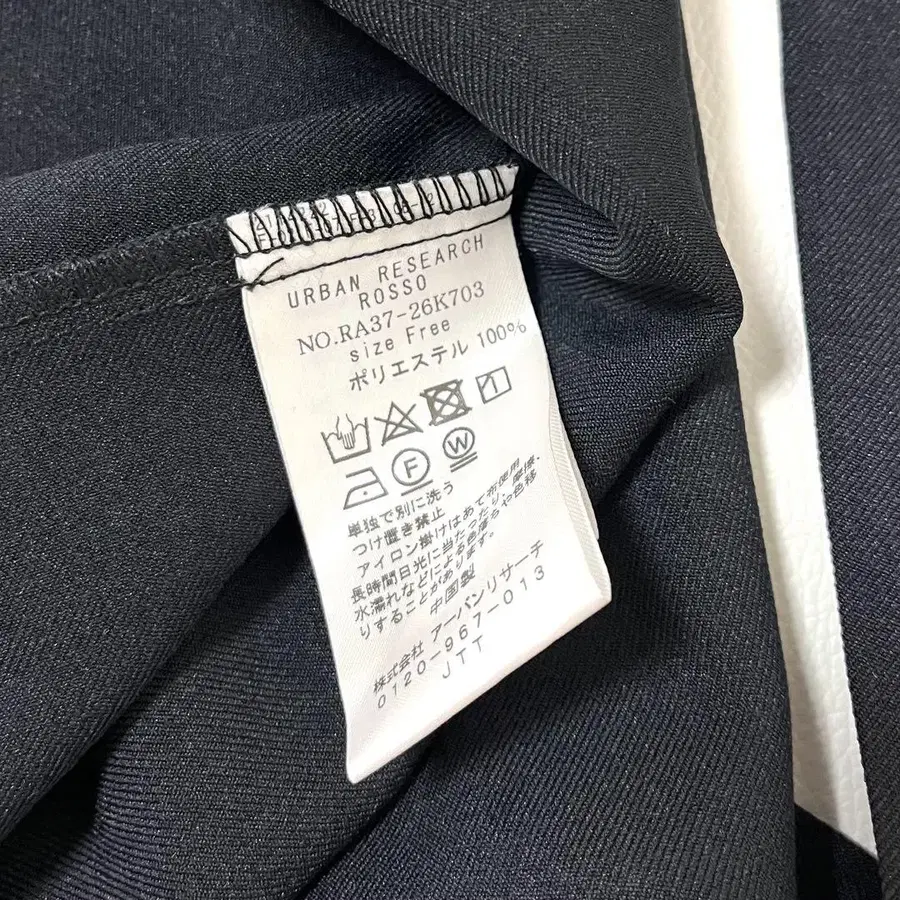 URBAN RESEARCH
ROSSO
NO.RA37-26K703
size Free
ポリエステル 100%
1
F W
単独で別に洗う
つけ置き禁止
アイロン掛けはあて布使用
長時間日光に当たったり、摩擦、
水濡れなどによる色落ちや色移
りすることがあります。
中国製
株式会社 アーバンリサーチ
0120-967-013
JTT